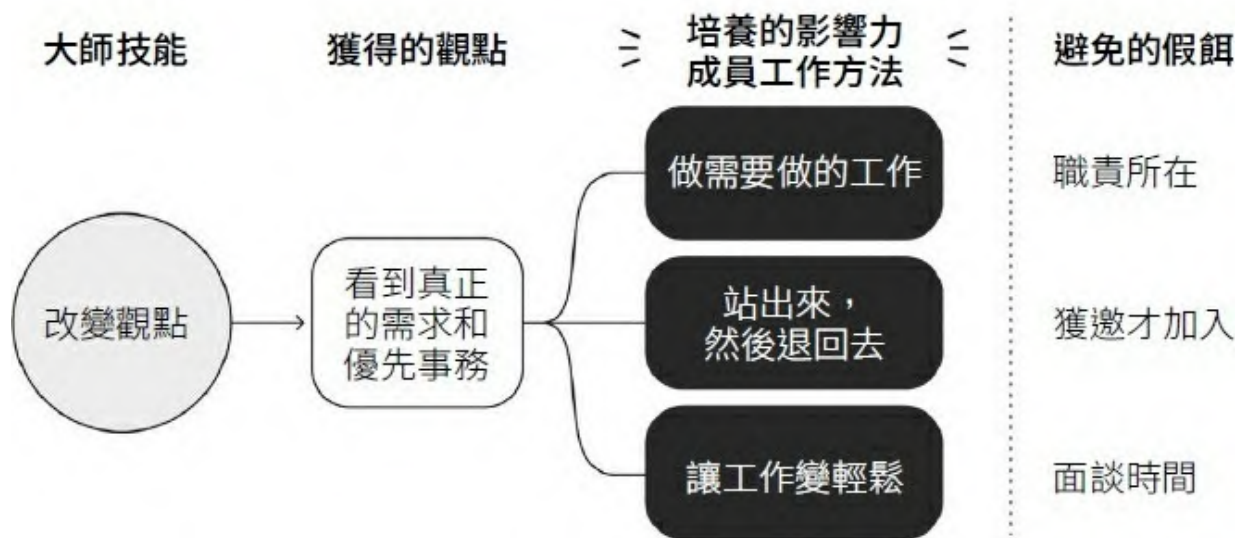 大師技能
獲得的觀點
培養的影響力
成員工作方法
避免的假餌
改變觀點
看到真正
的需求和
優先事務
做需要做的工作
職責所在
站出來，
然後退回去
獲邀才加入
讓工作變輕鬆
面談時間